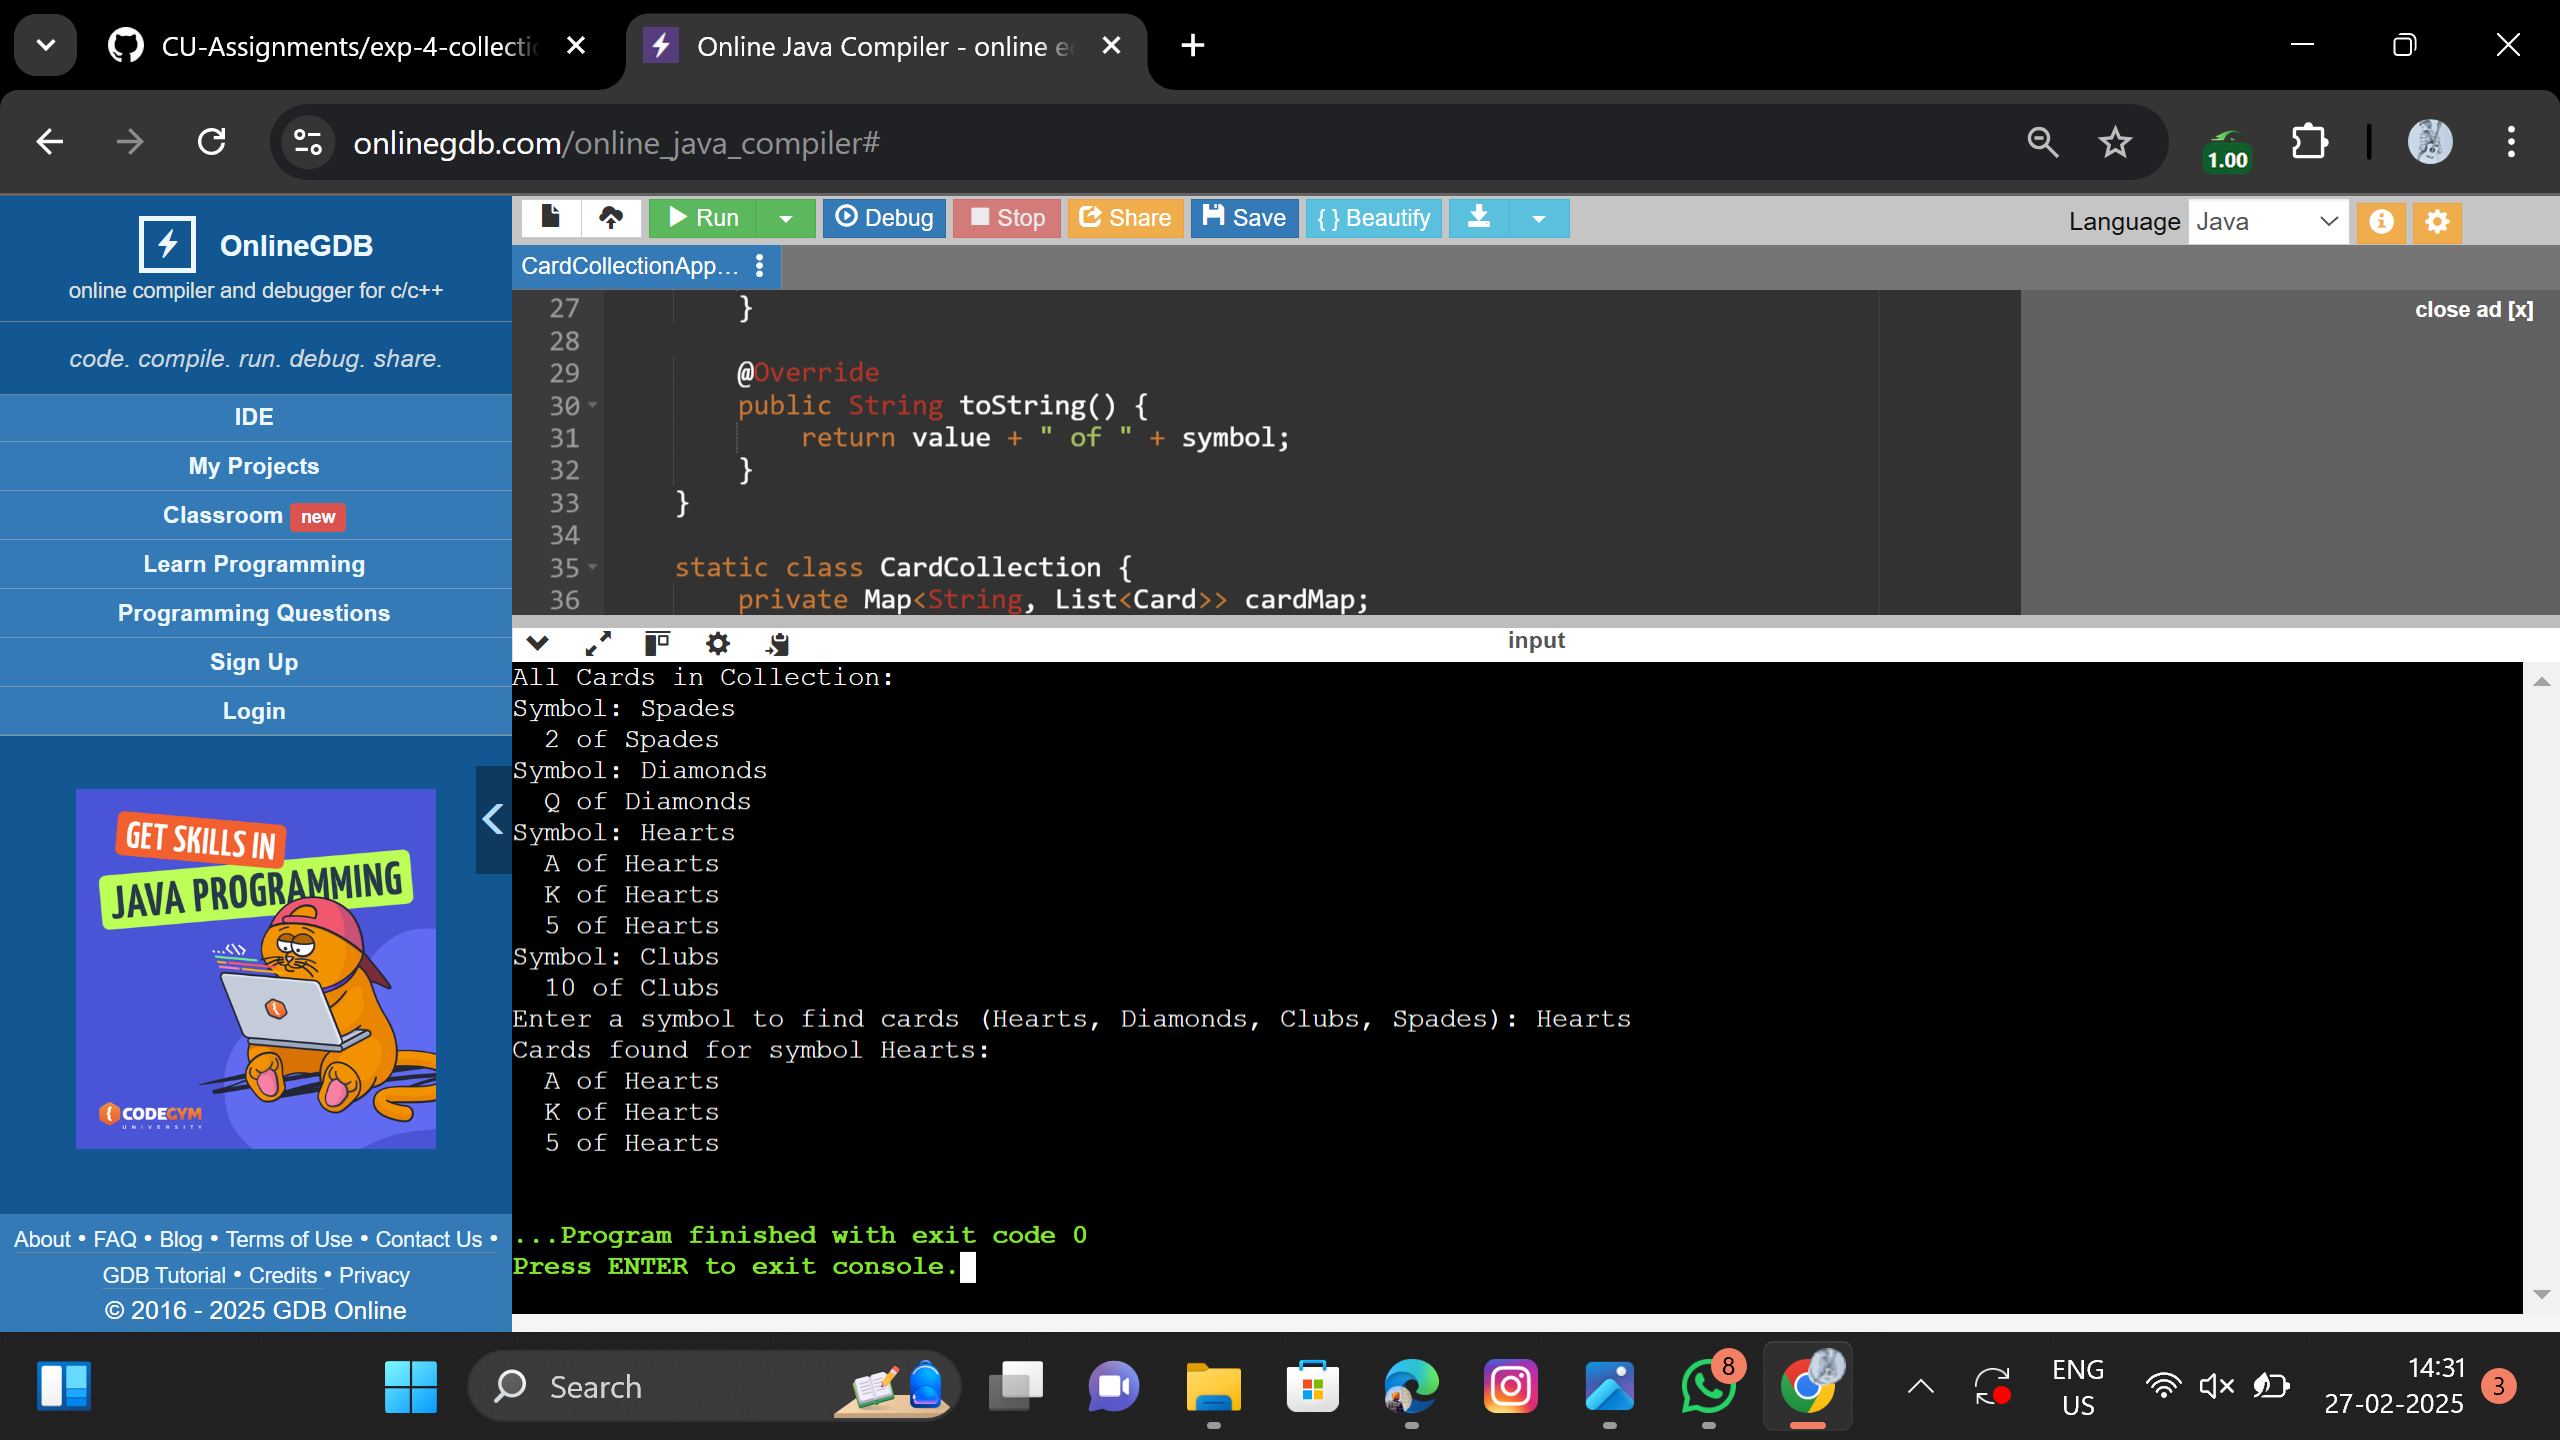 CU-Assignments/exp-4-collecti
Online Java Compiler - online e
onlinegdb.com/online_java_compiler#
1.00
OnlineGDB
online compiler and debugger for c/c++
code. compile. run. debug. share.
IDE
My Projects
Classroom new
Learn Programming
Programming Questions
Sign Up
Login
GET SKILLS IN
JAVA PROGRAMMING
CODEGYM
UNIVERSITY
About • FAQ • Blog • Terms of Use • Contact Us •
GDB Tutorial • Credits • Privacy
© 2016 - 2025 GDB Online
Run
Debug
Stop
Share
Save
{ } Beautify
Language Java
CardCollectionApp...
close ad [x]
27 }
28
29 @Override
30 public String toString() {
31 return value + " of " + symbol;
32 }
33 }
34
35 static class CardCollection {
36 private Map<String, List<Card>> cardMap;
input
All Cards in Collection:
Symbol: Spades
2 of Spades
Symbol: Diamonds
Q of Diamonds
Symbol: Hearts
A of Hearts
K of Hearts
5 of Hearts
Symbol: Clubs
10 of Clubs
Enter a symbol to find cards (Hearts, Diamonds, Clubs, Spades): Hearts
Cards found for symbol Hearts:
A of Hearts
K of Hearts
5 of Hearts
...Program finished with exit code 0
Press ENTER to exit console.
Search
8
ENG
US
14:31
27-02-2025
3